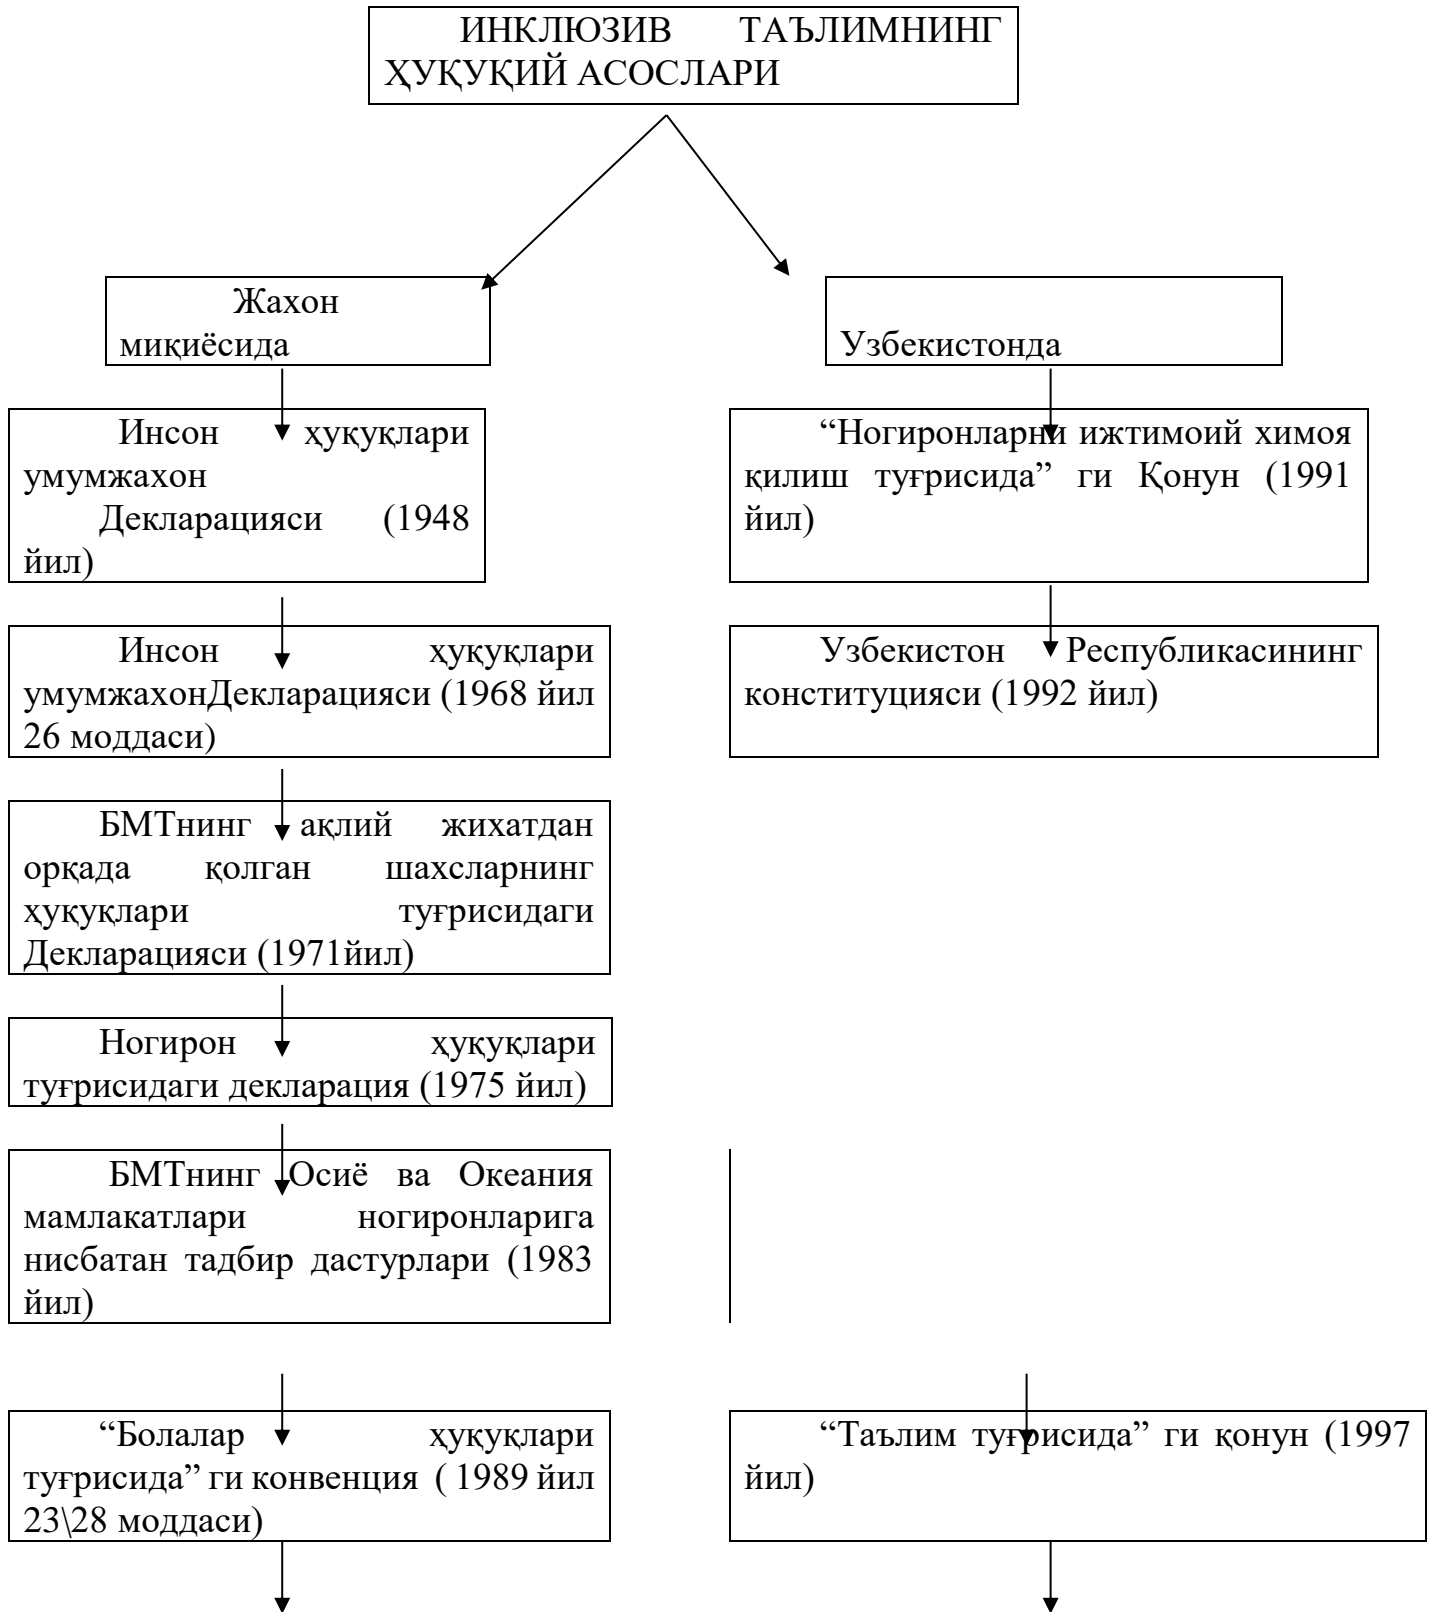 ИНКЛЮЗИВ ТАЪЛИМНИНГ
ҲУҚУҚИЙ АСОСЛАРИ
Жахон
миқиёсида
Узбекистонда
Инсон ҳуқуқлари
умумжахон
Декларацияси (1948
йил)
“Ногиронларни ижтимоий химоя
қилиш туғрисида” ги Қонун (1991
йил)
Инсон ҳуқуқлари
умумжахонДекларацияси (1968 йил
26 моддаси)
Узбекистон Республикасининг
конституцияси (1992 йил)
БМТнинг ақлий жихатдан
орқада қолган шахсларнинг
ҳуқуқлари туғрисидаги
Декларацияси (1971йил)
Ногирон ҳуқуқлари
туғрисидаги декларация (1975 йил)
БМТнинг Осиё ва Океания
мамлакатлари ногиронларига
нисбатан тадбир дастурлари (1983
йил)
“Болалар ҳуқуқлари
туғрисида” ги конвенция ( 1989 йил
23\28 моддаси)
“Таълим туғрисида” ги қонун (1997
йил)